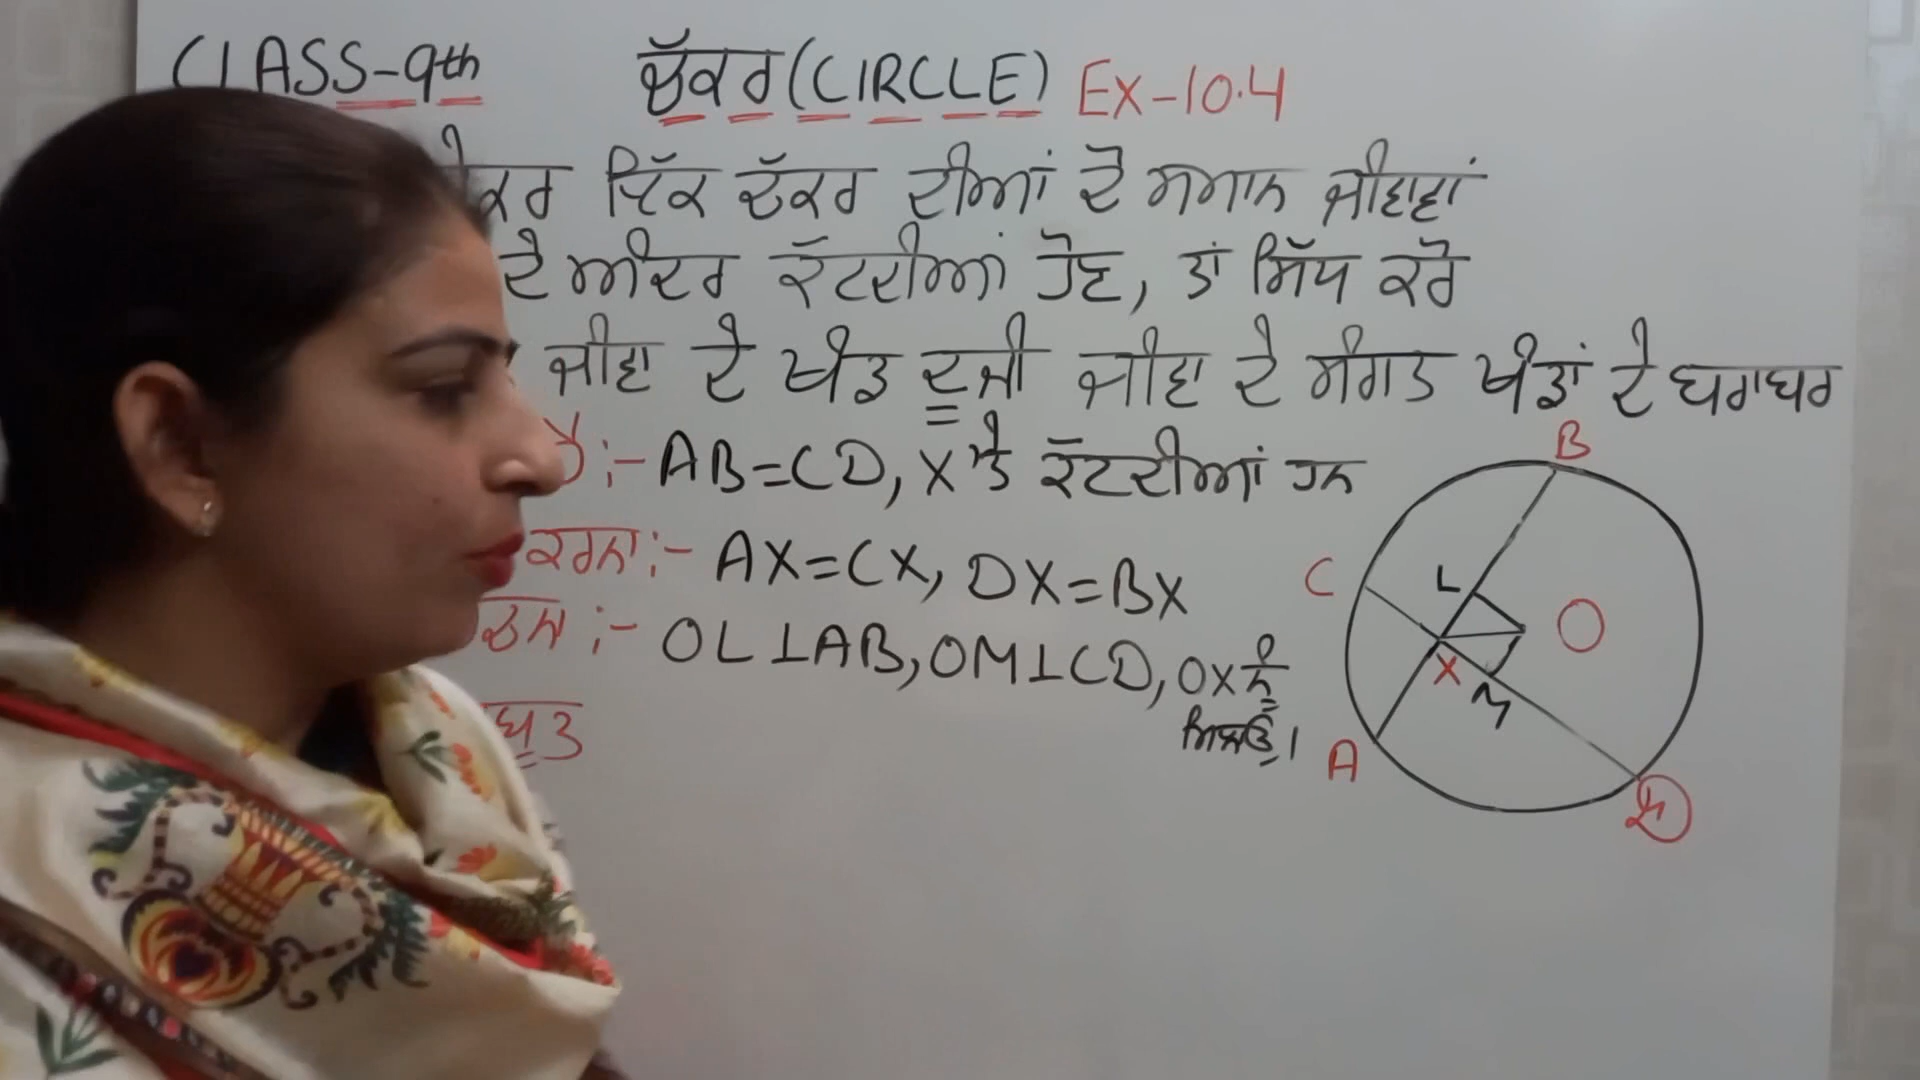 CLASS-9th ਚੱਕਰ (CIRCLE) EX-10.4
ਇੱਕ ਚੱਕਰ ਦੀਆਂ ਦੋ ਸਮਾਨ ਜੀਵਾਵਾਂ
ਦੇ ਅੰਦਰ ਕੱਟਦੀਆਂ ਹੋਣ, ਤਾਂ ਸਿੱਧ ਕਰੋ
ਜੀਵਾ ਦੇ ਖੰਡ ਦੂਜੀ ਜੀਵਾ ਦੇ ਸੰਗਤ ਖੰਡਾਂ ਦੇ ਬਰਾਬਰ
:- AB=CD, X ਤੇ ਕੱਟਦੀਆਂ ਹਨ
ਕਰਨਾ:- AX=CX, DX=BX
:- OL⊥AB, OM⊥CD, OX ਨੂੰ
ਮਿਲਾਉ।
B
C
L
O
X
M
A
D